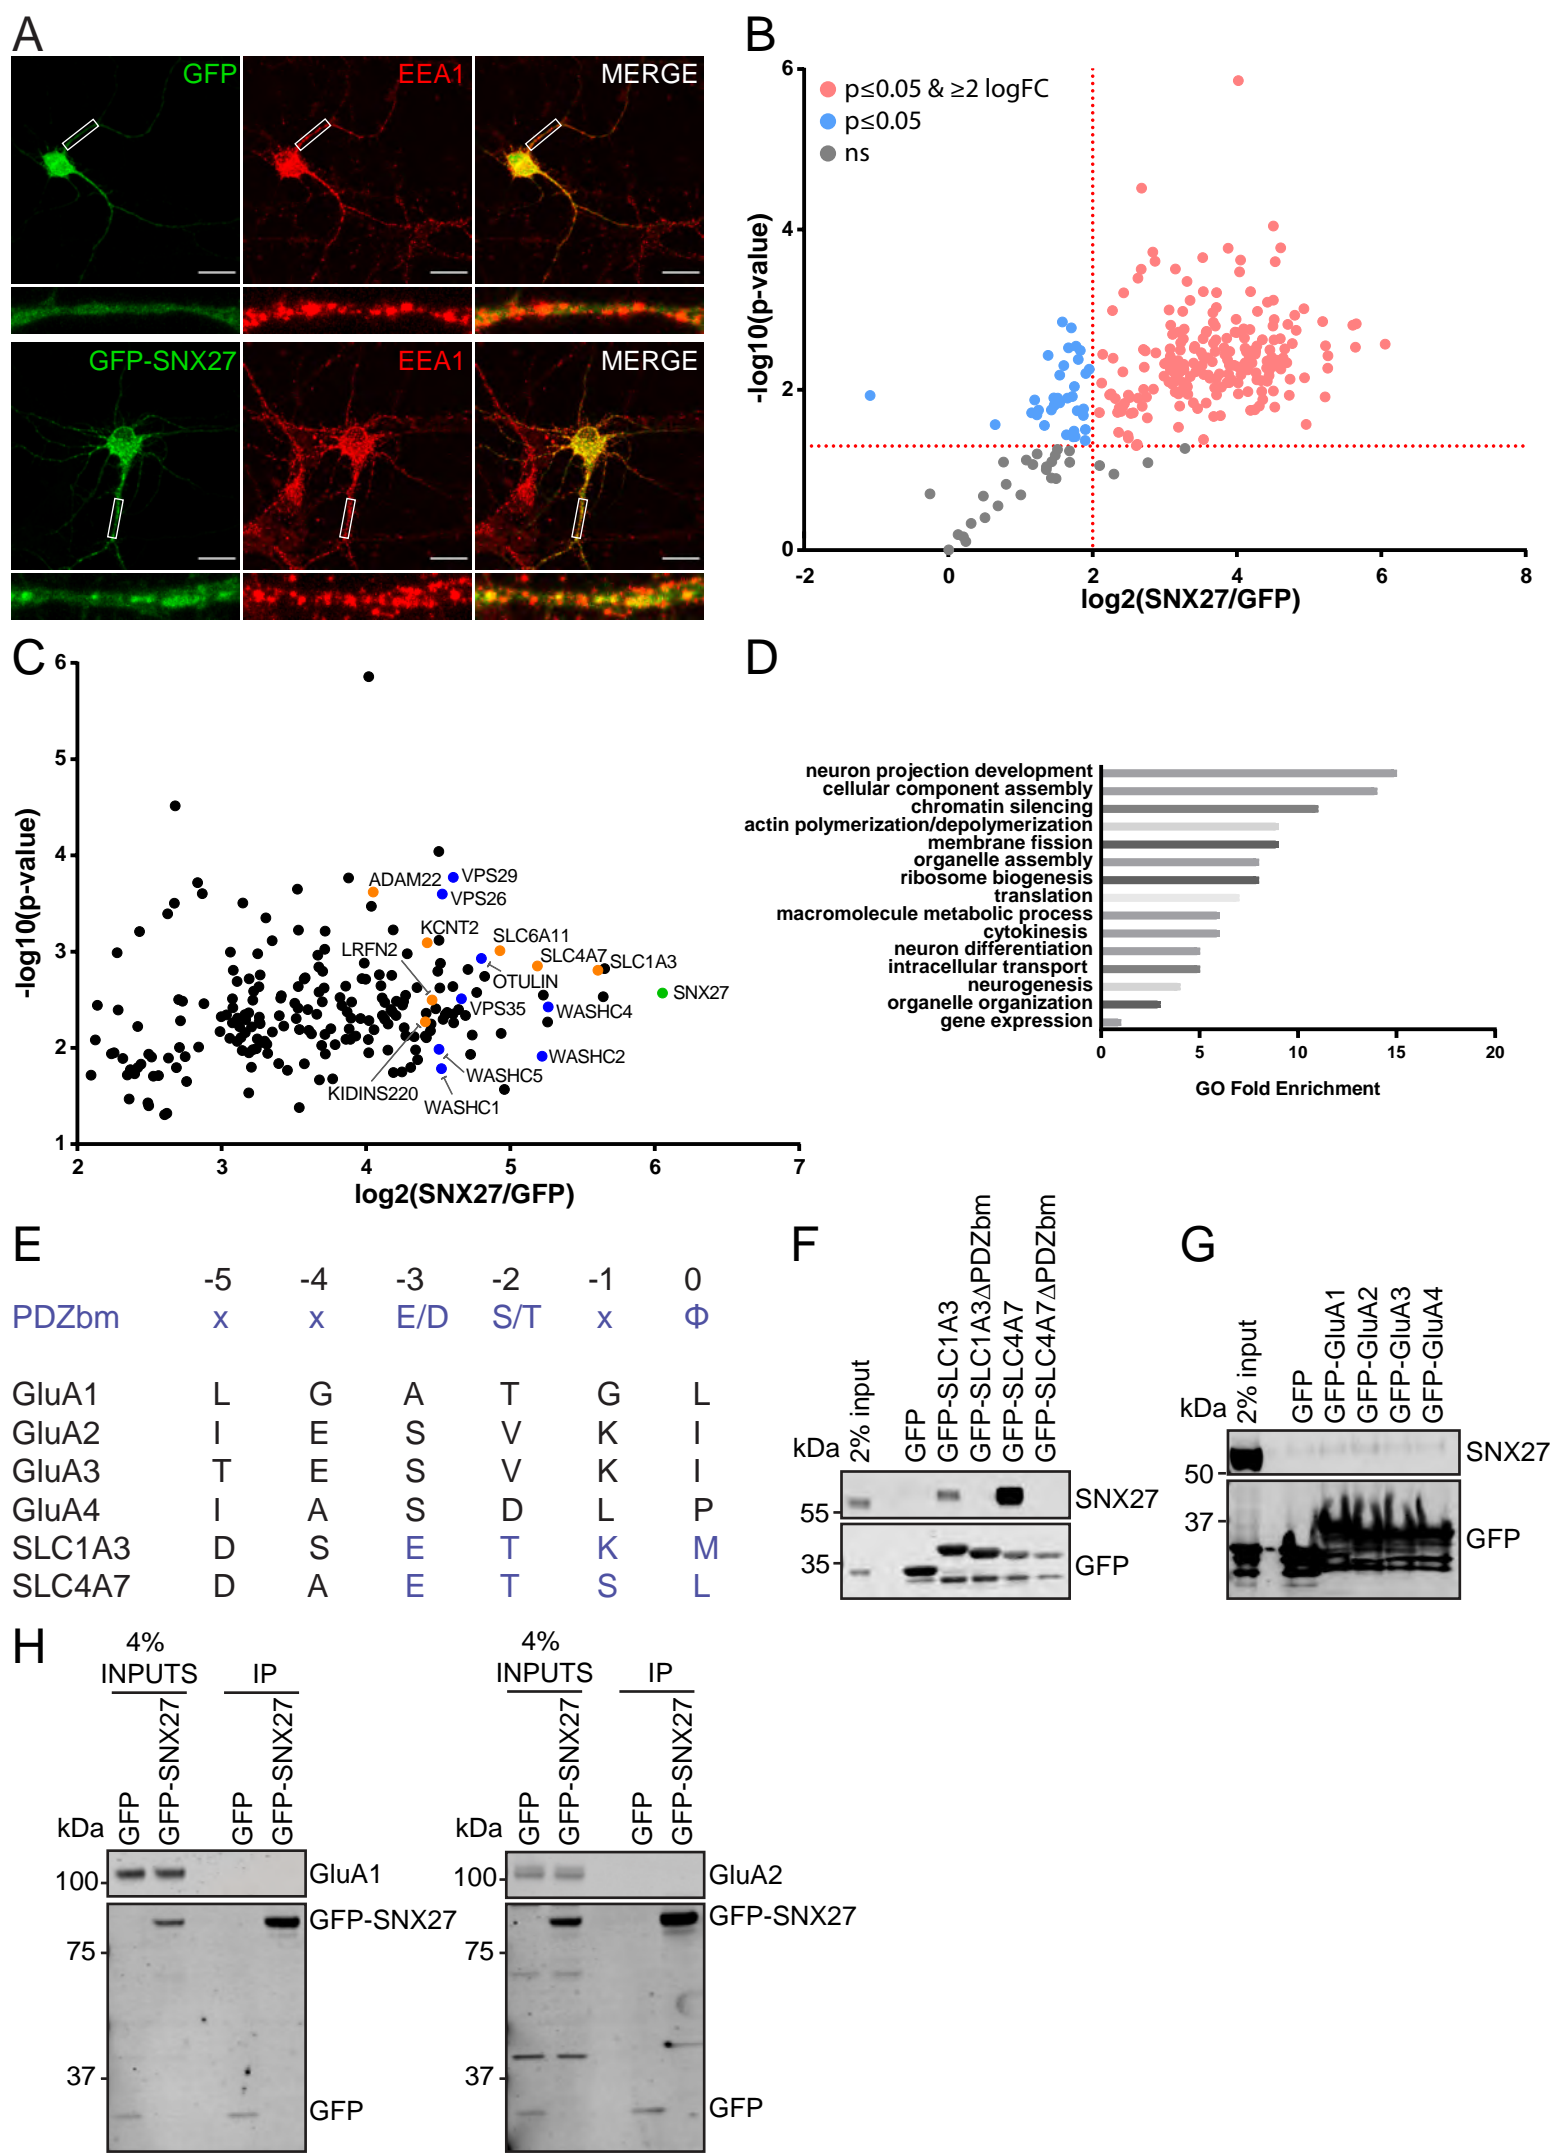 A
GFP
EEA1
MERGE
GFP-SNX27
EEA1
MERGE
B
6
4
2
0
-log10(p-value)
p≤0.05 & ≥2 logFC
p≤0.05
ns
-2 0 2 4 6 8
log2(SNX27/GFP)
C
6
5
4
3
2
1
-log10(p-value)
ADAM22
VPS29
VPS26
KCNT2
SLC6A11
LRFN2
SLC4A7
SLC1A3
OTULIN
SNX27
VPS35
WASHC4
WASHC2
WASHC5
KIDINS220
WASHC1
2 3 4 5 6 7
log2(SNX27/GFP)
D
neuron projection development
cellular component assembly
chromatin silencing
actin polymerization/depolymerization
membrane fission
organelle assembly
ribosome biogenesis
translation
macromolecule metabolic process
cytokinesis
neuron differentiation
intracellular transport
neurogenesis
organelle organization
gene expression
0 5 10 15 20
GO Fold Enrichment
E
-5 -4 -3 -2 -1 0
PDZbm x x E/D S/T x Φ
GluA1 L G A T G L
GluA2 I E S V K I
GluA3 T E S V K I
GluA4 I A S D L P
SLC1A3 D S E T K M
SLC4A7 D A E T S L
F
kDa
2% input
GFP
GFP-SLC1A3
GFP-SLC1A3ΔPDZbm
GFP-SLC4A7
GFP-SLC4A7ΔPDZbm
55
SNX27
35
GFP
G
kDa
2% input
GFP
GFP-GluA1
GFP-GluA2
GFP-GluA3
GFP-GluA4
SNX27
50
37
GFP
H
4%
INPUTS IP
kDa
GFP
GFP-SNX27
GFP
GFP-SNX27
100
GluA1
GFP-SNX27
75
37
GFP
4%
INPUTS IP
kDa
GFP
GFP-SNX27
GFP
GFP-SNX27
100
GluA2
GFP-SNX27
75
37
GFP